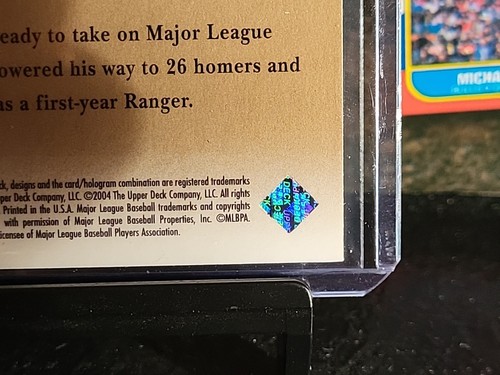 eady to take on Major League
owered his way to 26 homers and
as a first-year Ranger.
ck, designs and the card/hologram combination are registered trademarks
per Deck Company, LLC. ©2004 The Upper Deck Company, LLC. All rights
Printed in the U.S.A. Major League Baseball trademarks and copyrights
with permission of Major League Baseball Properties, Inc. ©MLBPA.
licensee of Major League Baseball Players Association.
MICHA